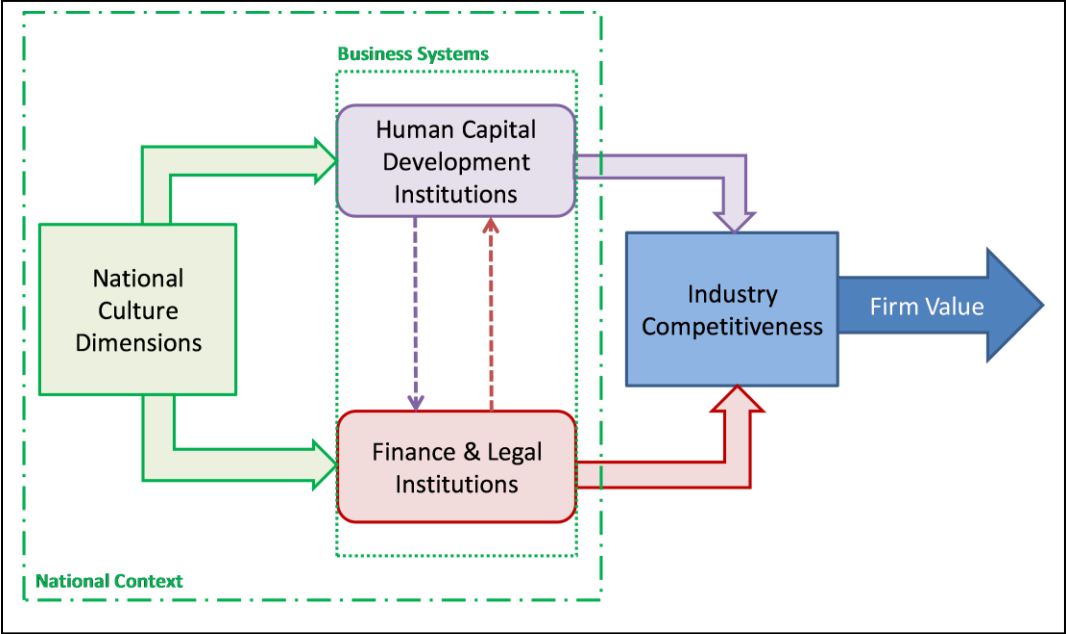 Business Systems
Human Capital
Development
Institutions
National
Culture
Dimensions
Industry
Competitiveness
Firm Value
Finance & Legal
Institutions
National Context